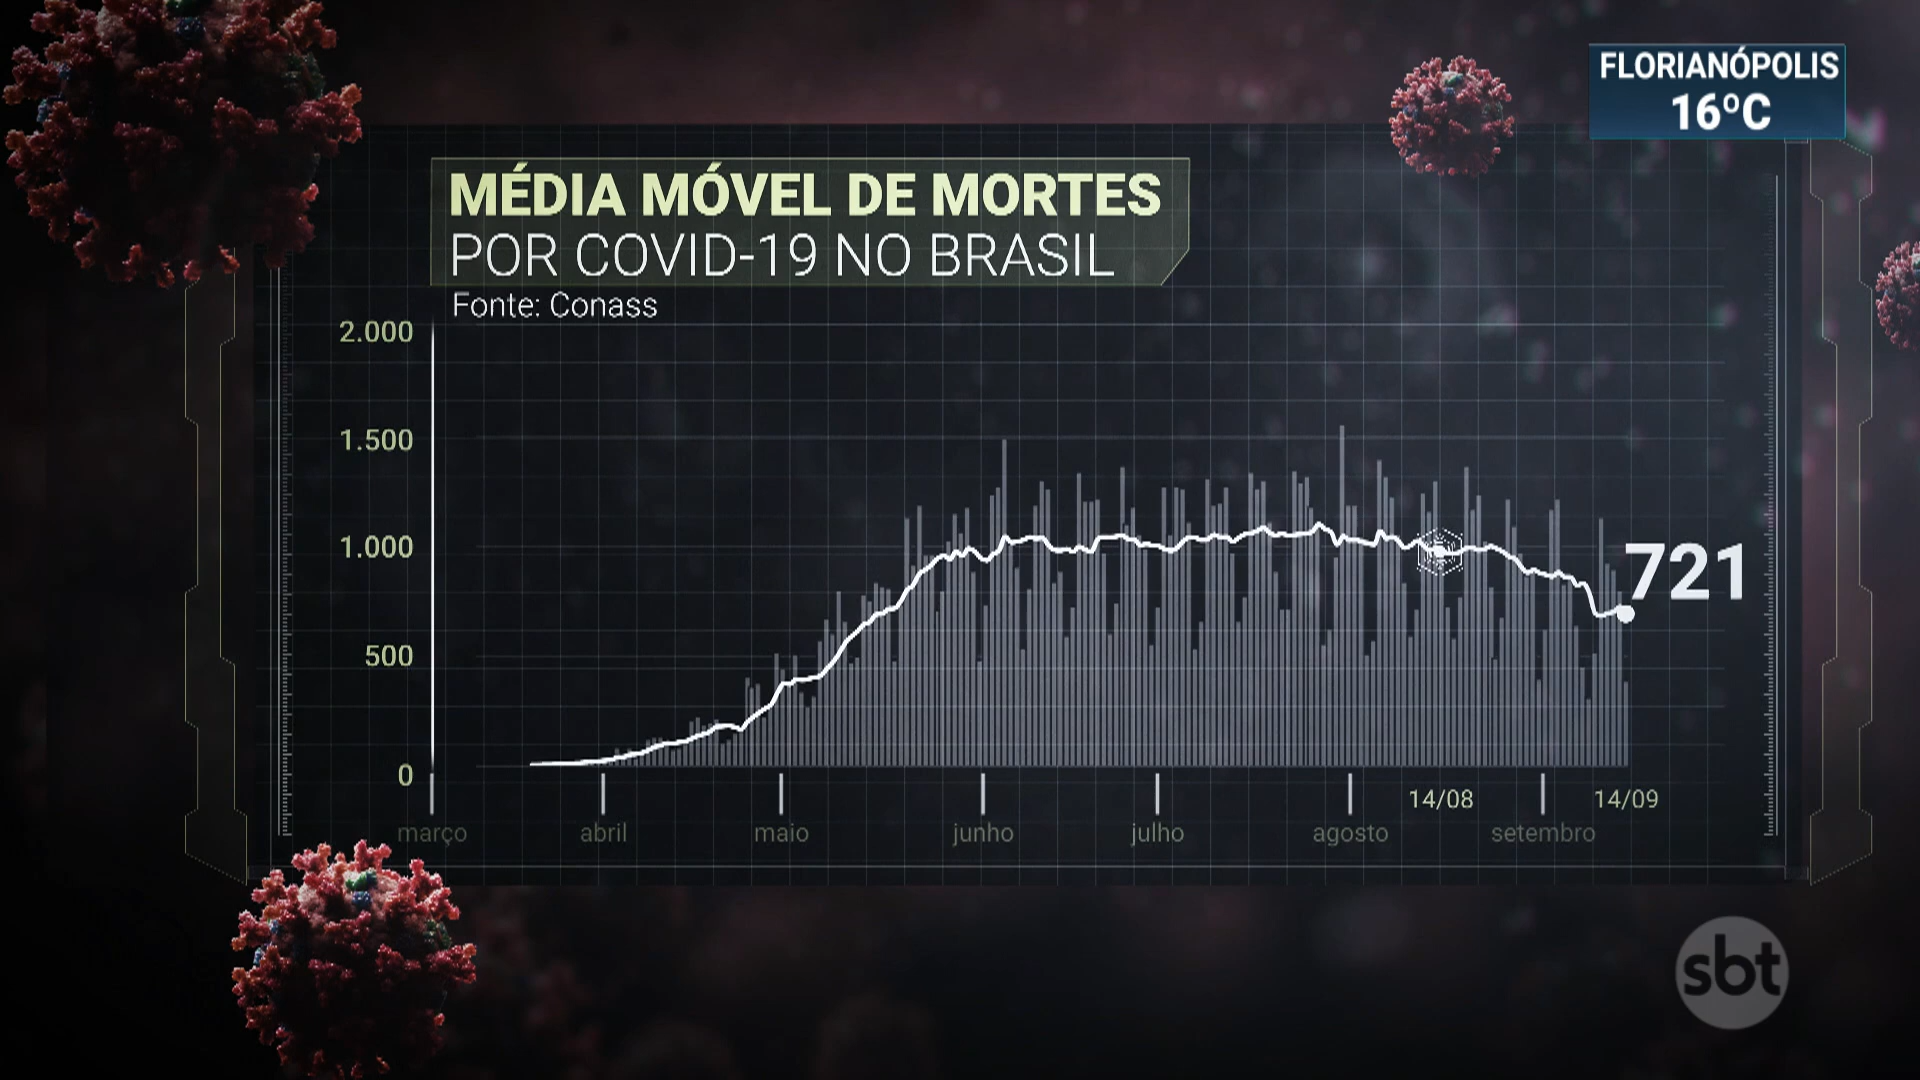 FLORIANÓPOLIS
16ºC
MÉDIA MÓVEL DE MORTES
POR COVID-19 NO BRASIL
Fonte: Conass
2.000
1.500
1.000
500
0
721
14/08
14/09
março
abril
maio
junho
julho
agosto
setembro
sbt